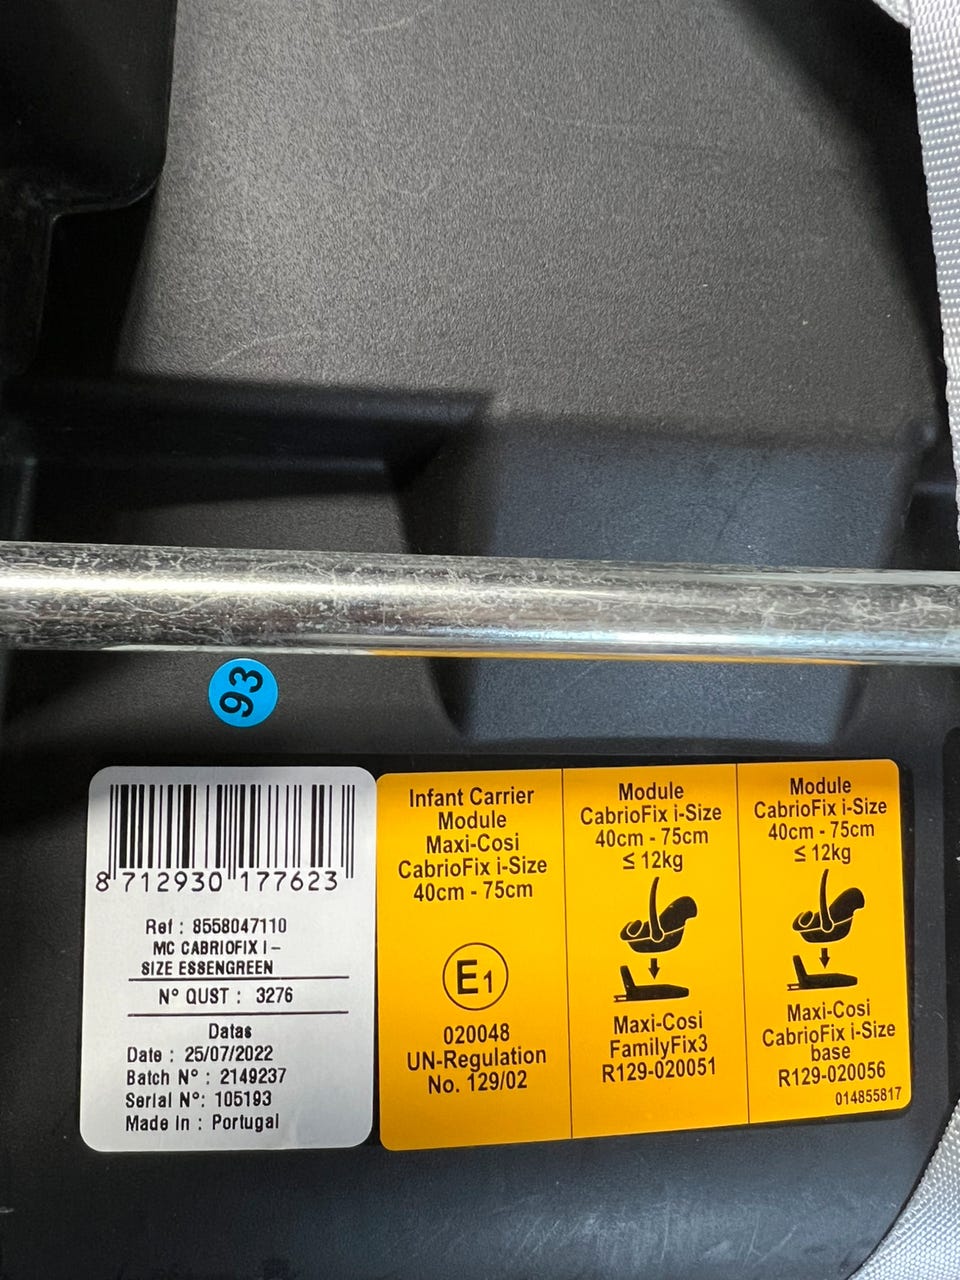 93
8 712930 177623
Ref : 8558047110
MC CABRIOFIX I -
SIZE ESSENGREEN
N° QUST : 3276
Datas
Date : 25/07/2022
Batch N° : 2149237
Serial N°: 105193
Made in : Portugal
Infant Carrier
Module
Maxi-Cosi
CabrioFix i-Size
40cm - 75cm
E1
020048
UN-Regulation
No. 129/02
Module
CabrioFix i-Size
40cm - 75cm
≤ 12kg
Maxi-Cosi
FamilyFix3
R129-020051
Module
CabrioFix i-Size
40cm - 75cm
≤ 12kg
Maxi-Cosi
CabrioFix i-Size
base
R129-020056
014855817